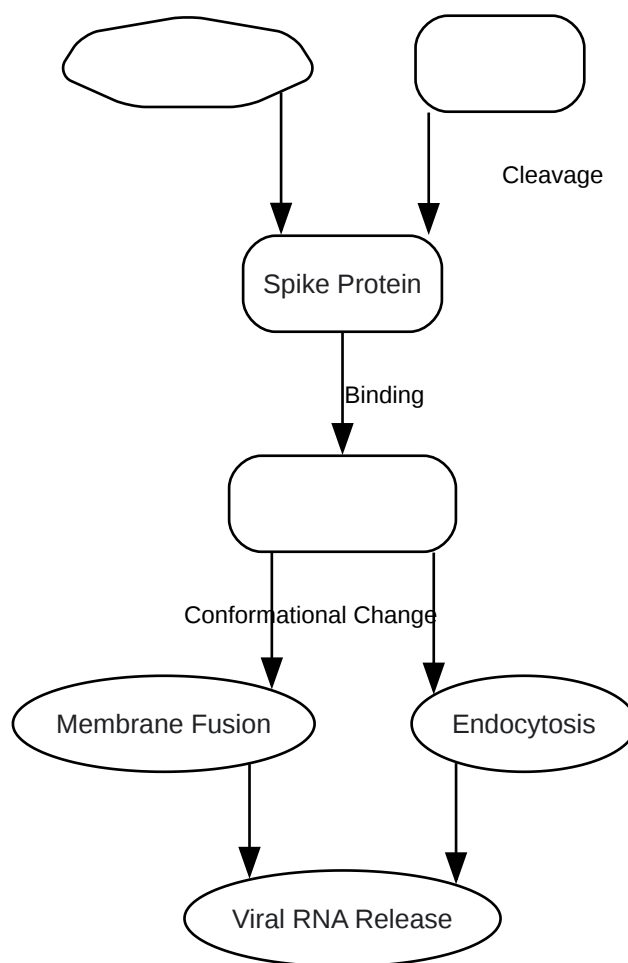 Cleavage
Spike Protein
Binding
Conformational Change
Membrane Fusion
Endocytosis
Viral RNA Release